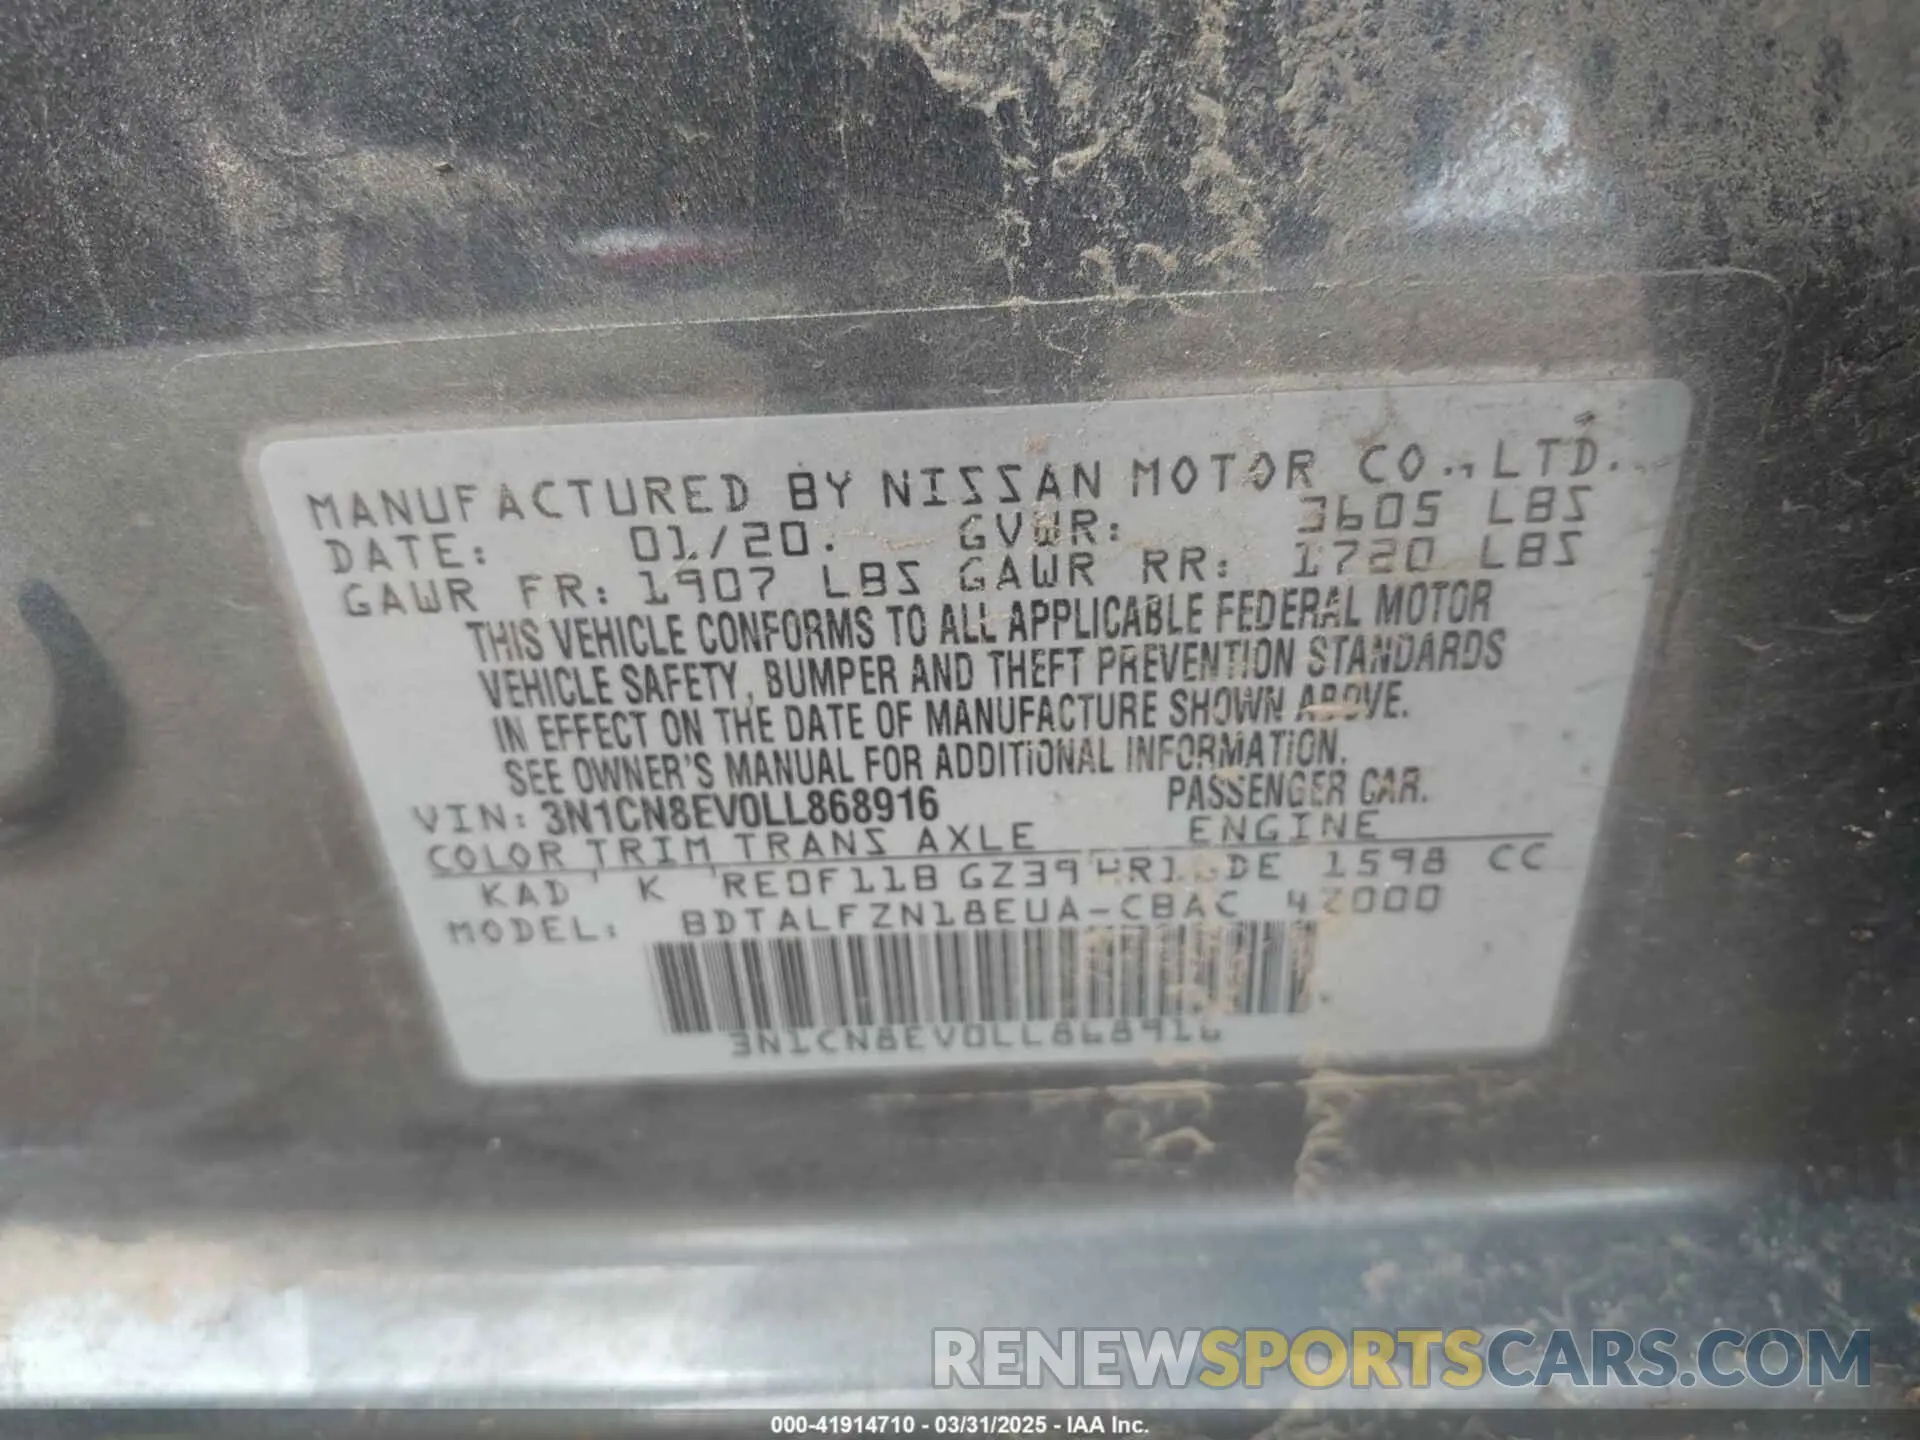 MANUFACTURED BY NISSAN MOTOR CO., LTD.
DATE: 01/20. GVWR: 3605 LBS
GAWR FR: 1907 LBS GAWR RR: 1720 LBS
THIS VEHICLE CONFORMS TO ALL APPLICABLE FEDERAL MOTOR
VEHICLE SAFETY, BUMPER AND THEFT PREVENTION STANDARDS
IN EFFECT ON THE DATE OF MANUFACTURE SHOWN ABOVE.
SEE OWNER'S MANUAL FOR ADDITIONAL INFORMATION.
VIN: 3N1CN8EV0LL868916 PASSENGER CAR.
COLOR TRIM TRANS AXLE ENGINE
KAD K RE0F11B GZ39 1598 CC
MODEL: BDTALFZN18EUA-CBAC 42000
3N1CN8EV0LL868916
RENEWSPORTSCARS.COM
000-41914710 - 03/31/2025 - IAA Inc.